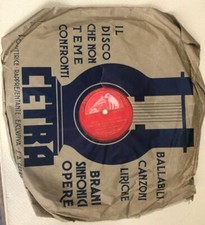 IL
DISCO
CHE NON
TEME
CONFRONTI
CETRA
BALLABILI
CANZONI
LIRICHE
BRANI
SINFONICI
OPERE